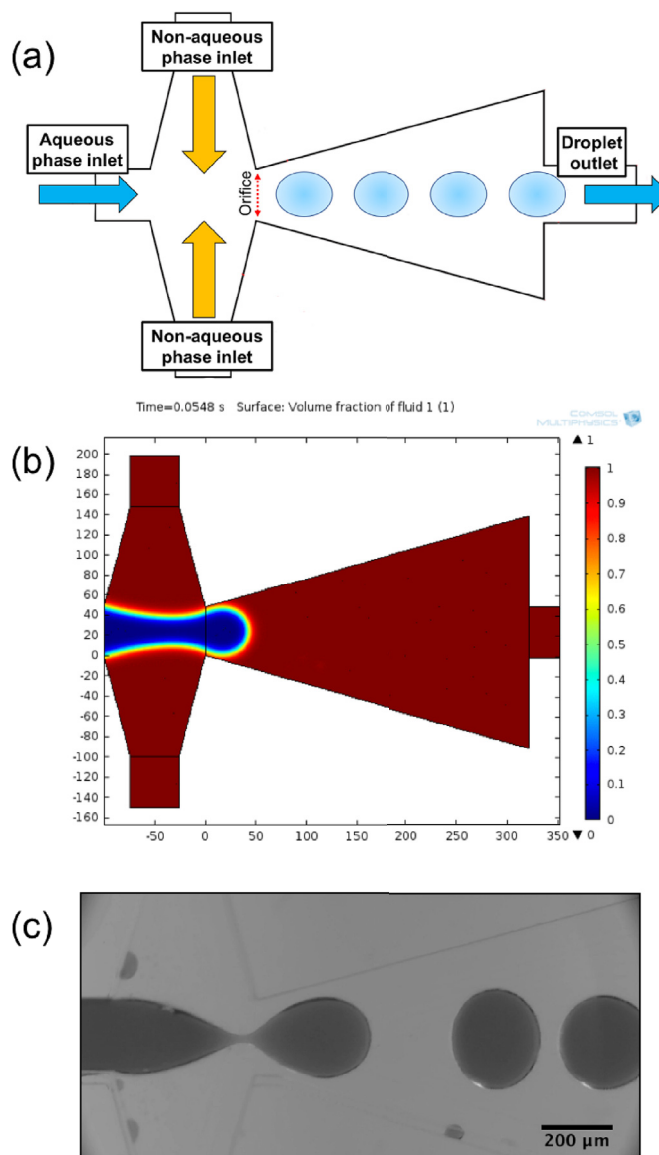 (a)
Non-aqueous
phase inlet
Aqueous
phase inlet
Orifice
Droplet
outlet
Non-aqueous
phase inlet
Time=0.0548 s Surface: Volume fraction of fluid 1 (1)
COMSOL
MULTIPHYSICS
(b)
▲ 1
200
180
160
140
120
100
80
60
40
20
0
-20
-40
-60
-80
-100
-120
-140
-160
-50
0
50
100
150
200
250
300
350
1
0.9
0.8
0.7
0.6
0.5
0.4
0.3
0.2
0.1
0
▼ 0
(c)
200 µm